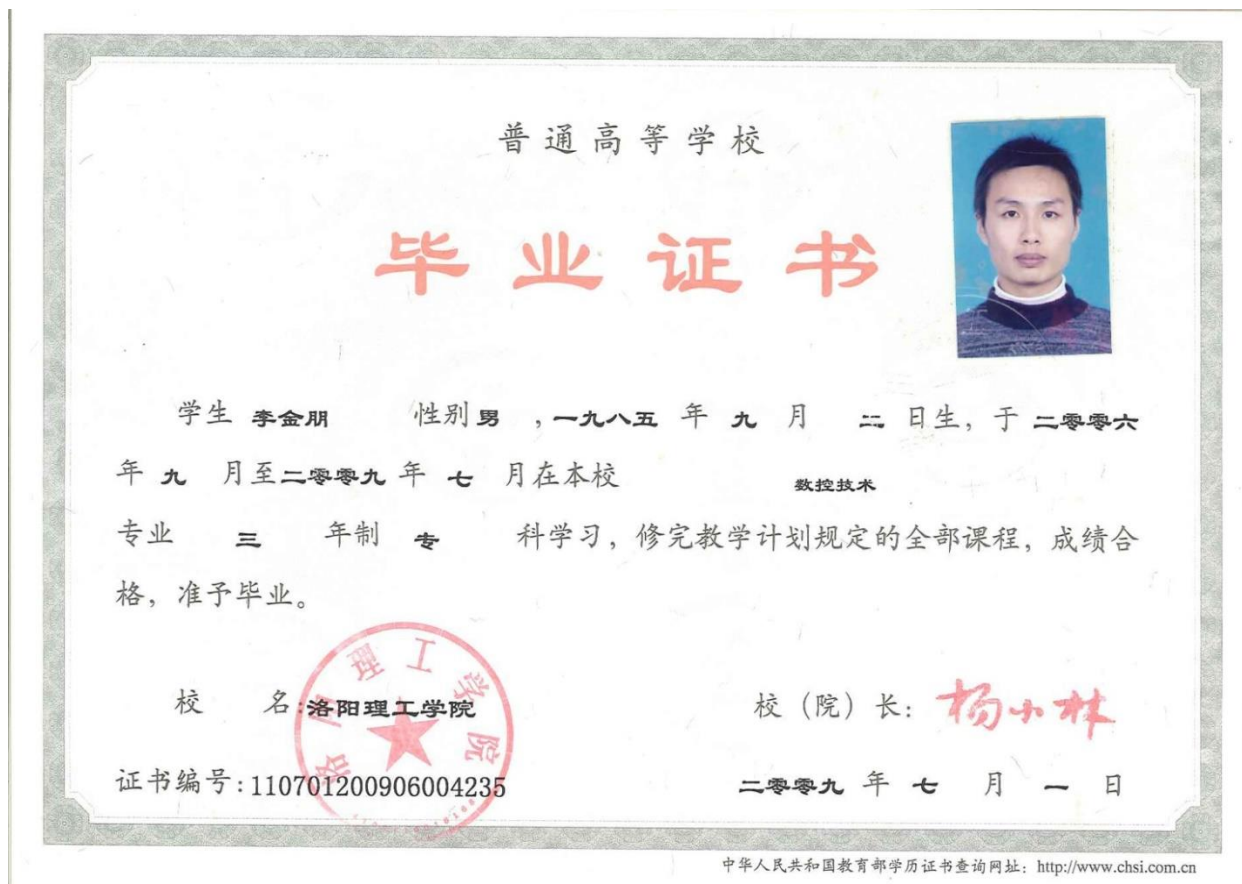 普通高等学校
毕业证书
学生 李金朋 性别 男 ,一九八五 年 九 月 二 日生, 于 二零零六
年 九 月至 二零零九 年 七 月在本校 数控技术
专业 三 年制 专 科学习, 修完教学计划规定的全部课程, 成绩合
格, 准予毕业。
洛阳理工学院
校 名:洛阳理工学院 校(院)长: 杨小林
证书编号:110701200906004235 二零零九 年 七 月 一 日
中华人民共和国教育部学历证书查询网址: http://www.chsi.com.cn